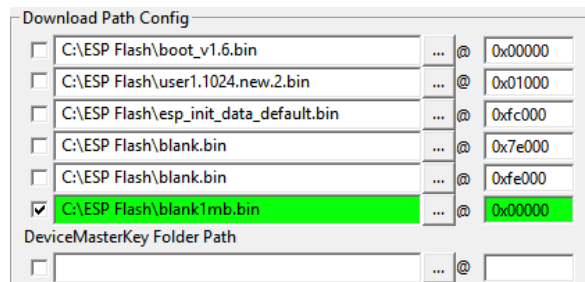 Download Path Config
C:\ESP Flash\boot_v1.6.bin ... @ 0x00000
C:\ESP Flash\user1.1024.new.2.bin ... @ 0x01000
C:\ESP Flash\esp_init_data_default.bin ... @ 0xfc000
C:\ESP Flash\blank.bin ... @ 0x7e000
C:\ESP Flash\blank.bin ... @ 0xfe000
C:\ESP Flash\blank1mb.bin ... @ 0x00000
DeviceMasterKey Folder Path
... @